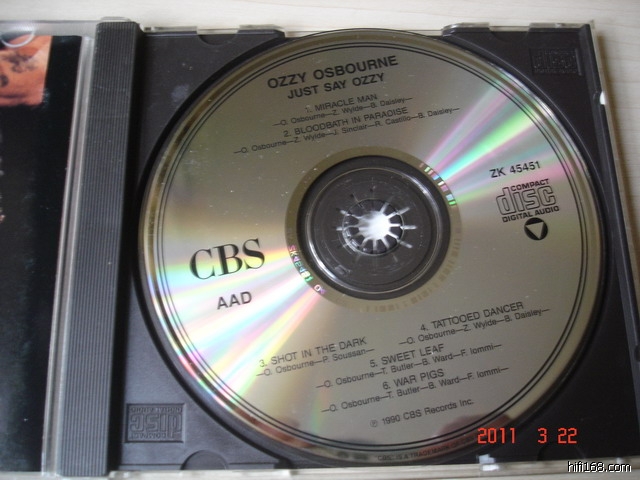 OZZY OSBOURNE
JUST SAY OZZY
1. MIRACLE MAN
—O. Osbourne—Z. Wylde—B. Daisley—
2. BLOODBATH IN PARADISE
—O. Osbourne—Z. Wylde—J. Sinclair—R. Castillo—B. Daisley—
ZK 45451
COMPACT
disc
DIGITAL AUDIO
CBS
AAD
3. SHOT IN THE DARK
—O. Osbourne—P. Soussan—
4. TATTOOED DANCER
—O. Osbourne—Z. Wylde—B. Daisley—
5. SWEET LEAF
—O. Osbourne—T. Butler—B. Ward—F. Iommi—
6. WAR PIGS
—O. Osbourne—T. Butler—B. Ward—F. Iommi—
℗ 1990 CBS Records Inc.
2011 3 22
hifi168.com